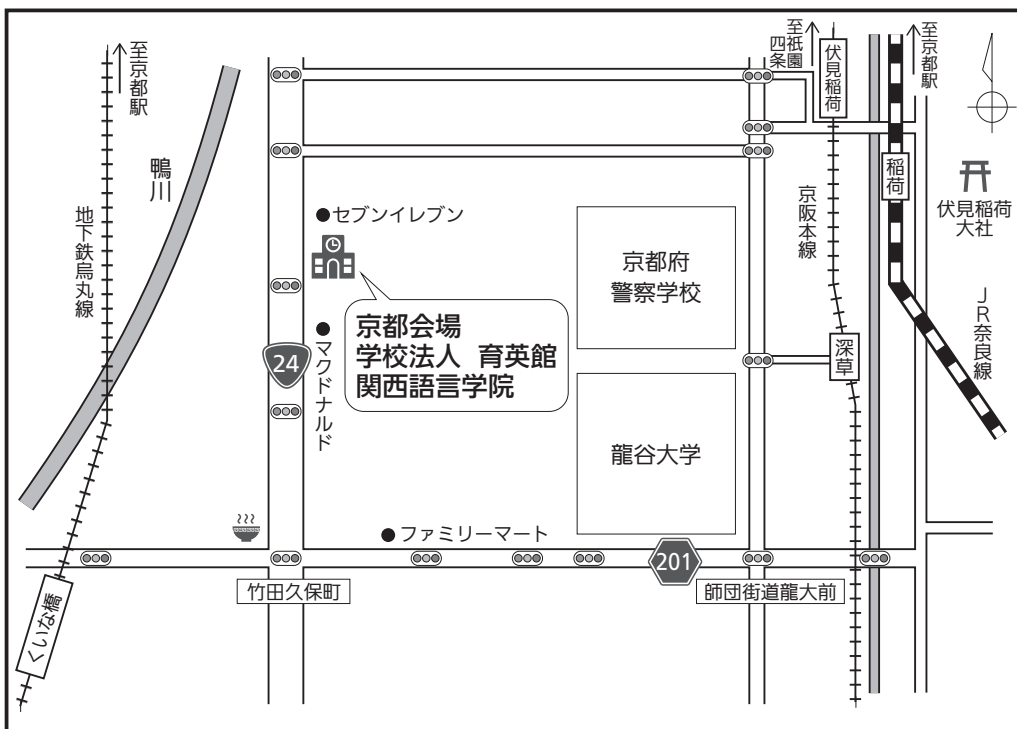 至京都駅
鴨川
地下鉄烏丸線
くいな橋
セブンイレブン
京都会場
学校法人 育英館
関西語言学院
24
マクドナルド
ファミリーマート
竹田久保町
201
師団街道龍大前
京都府
警察学校
龍谷大学
至祇園
四条
伏見稲荷
京阪本線
深草
至京都駅
稲荷
JR奈良線
伏見稲荷
大社